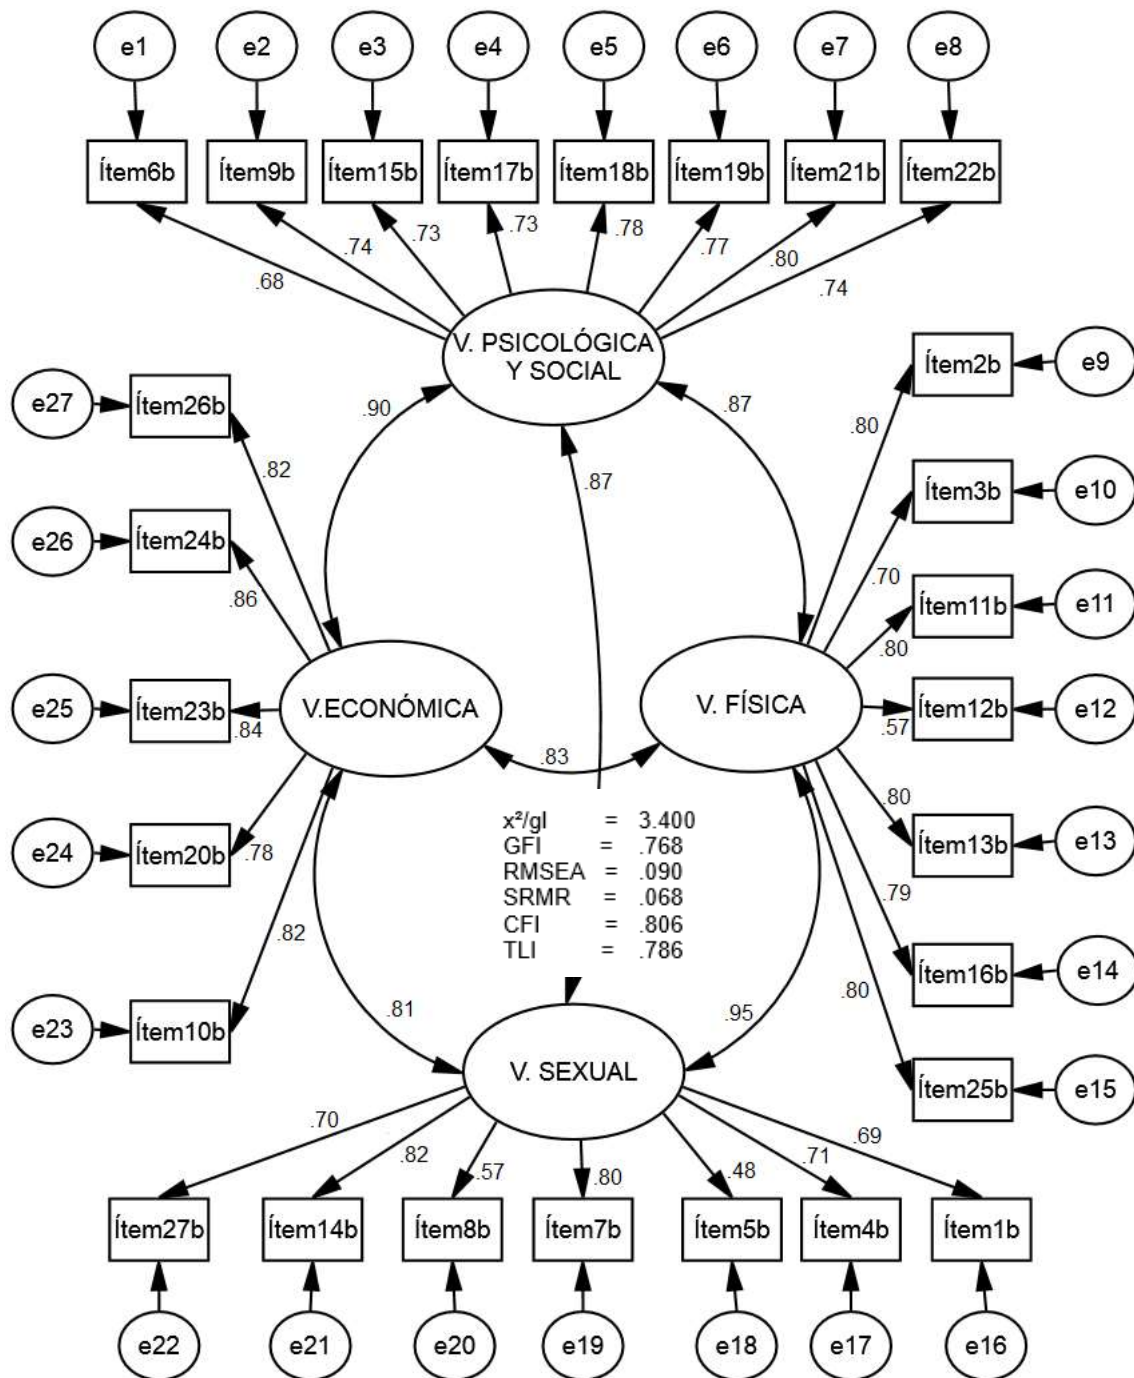 e1 e2 e3 e4 e5 e6 e7 e8
Ítem6b Ítem9b Ítem15b Ítem17b Ítem18b Ítem19b Ítem21b Ítem22b
.68 .74 .73 .73 .78 .77 .80 .74
V. PSICOLÓGICA
Y SOCIAL
.90 .87 .87
e27 Ítem26b .82
e26 Ítem24b .86
e25 Ítem23b .84
e24 Ítem20b .78
e23 Ítem10b .82
V.ECONÓMICA
.83
V. FÍSICA
.80 Ítem2b e9
.70 Ítem3b e10
.80 Ítem11b e11
.57 Ítem12b e12
.80 Ítem13b e13
.79 Ítem16b e14
.80 Ítem25b e15
x²/gl = 3.400
GFI = .768
RMSEA = .090
SRMR = .068
CFI = .806
TLI = .786
.81 .95
V. SEXUAL
.70 .82 .57 .80 .48 .71 .69
Ítem27b Ítem14b Ítem8b Ítem7b Ítem5b Ítem4b Ítem1b
e22 e21 e20 e19 e18 e17 e16